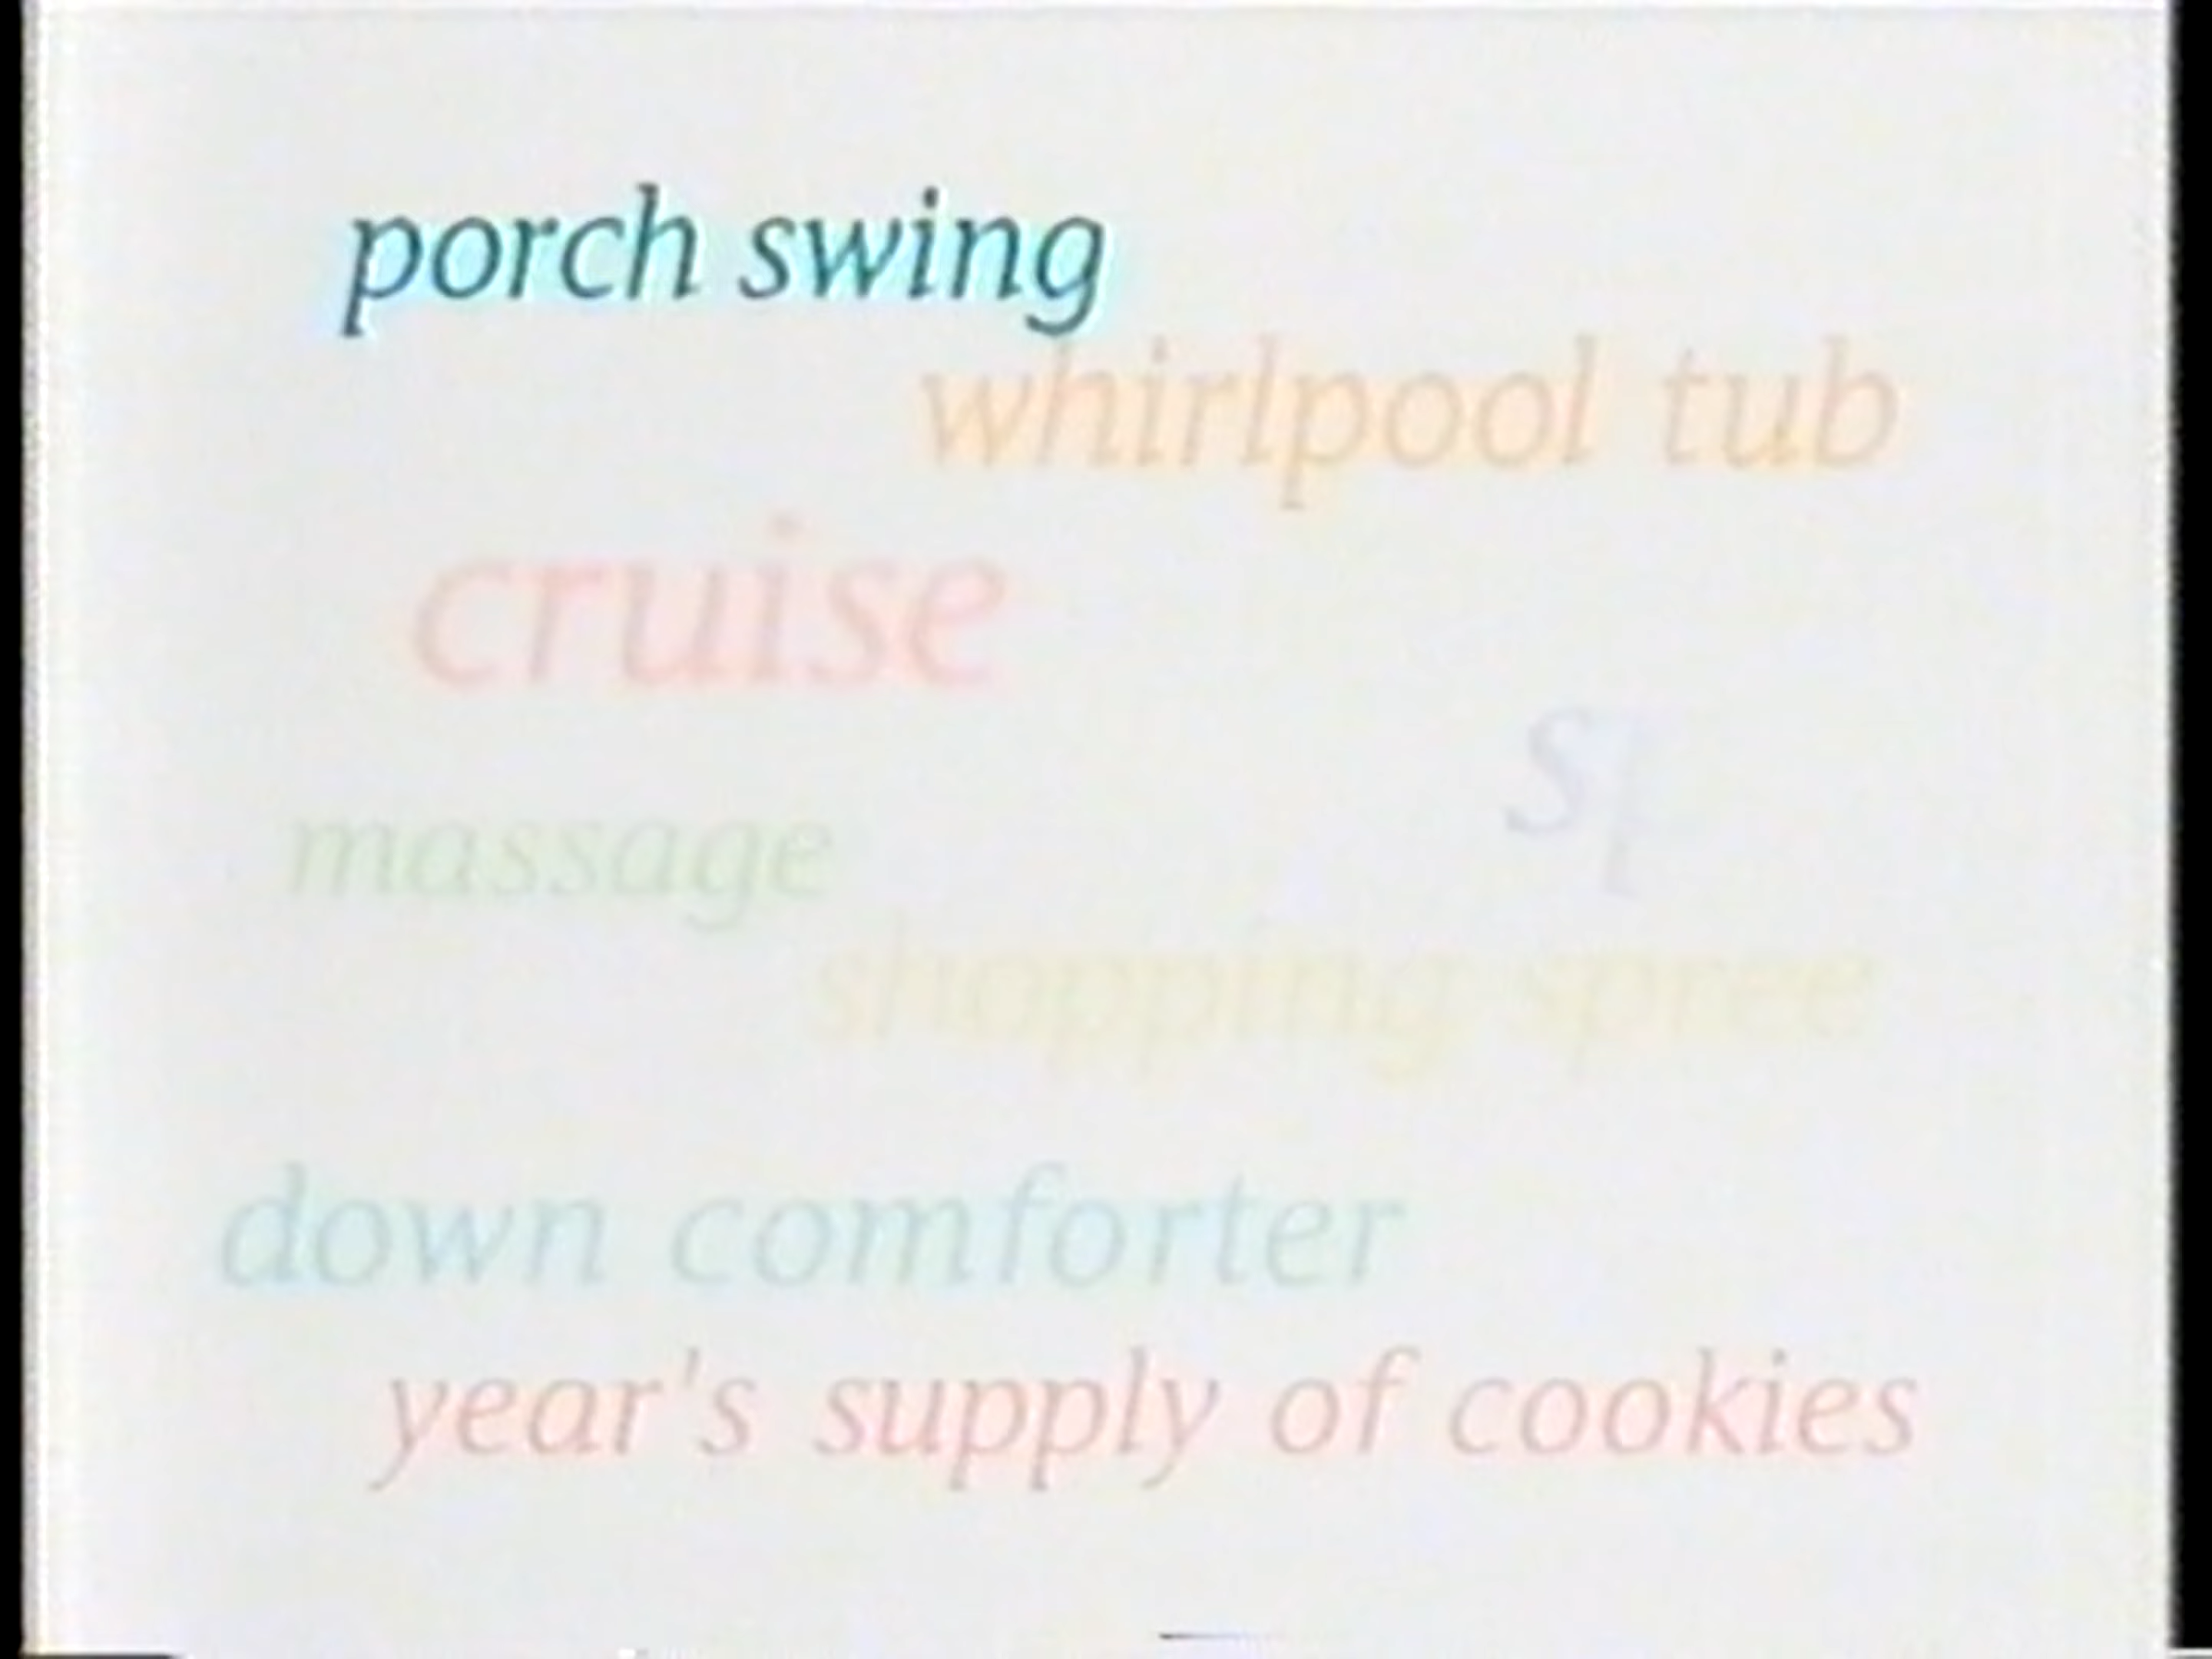 porch swing
whirlpool tub
cruise
massage
shopping spree
down comforter
year's supply of cookies